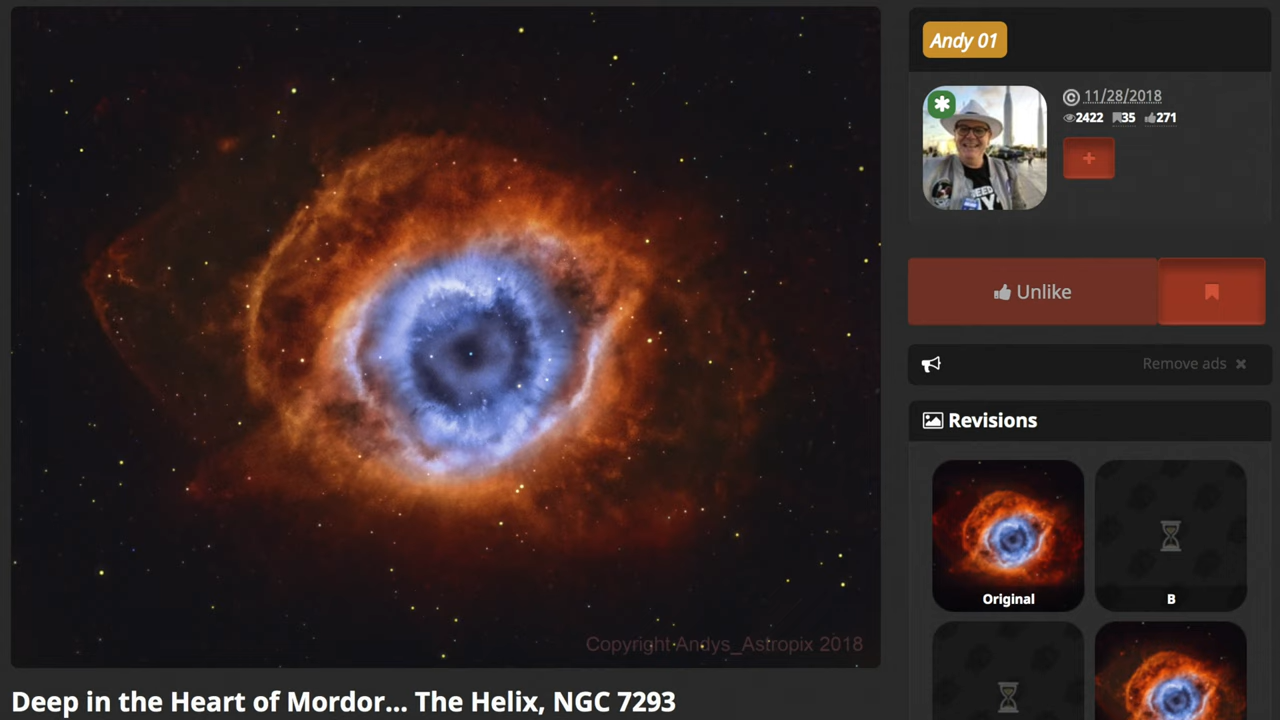 Andy 01
© 11/28/2018
2422 35 271
+
Unlike
Remove ads ×
Revisions
Original
B
Copyright Andys_Astropix 2018
Deep in the Heart of Mordor... The Helix, NGC 7293